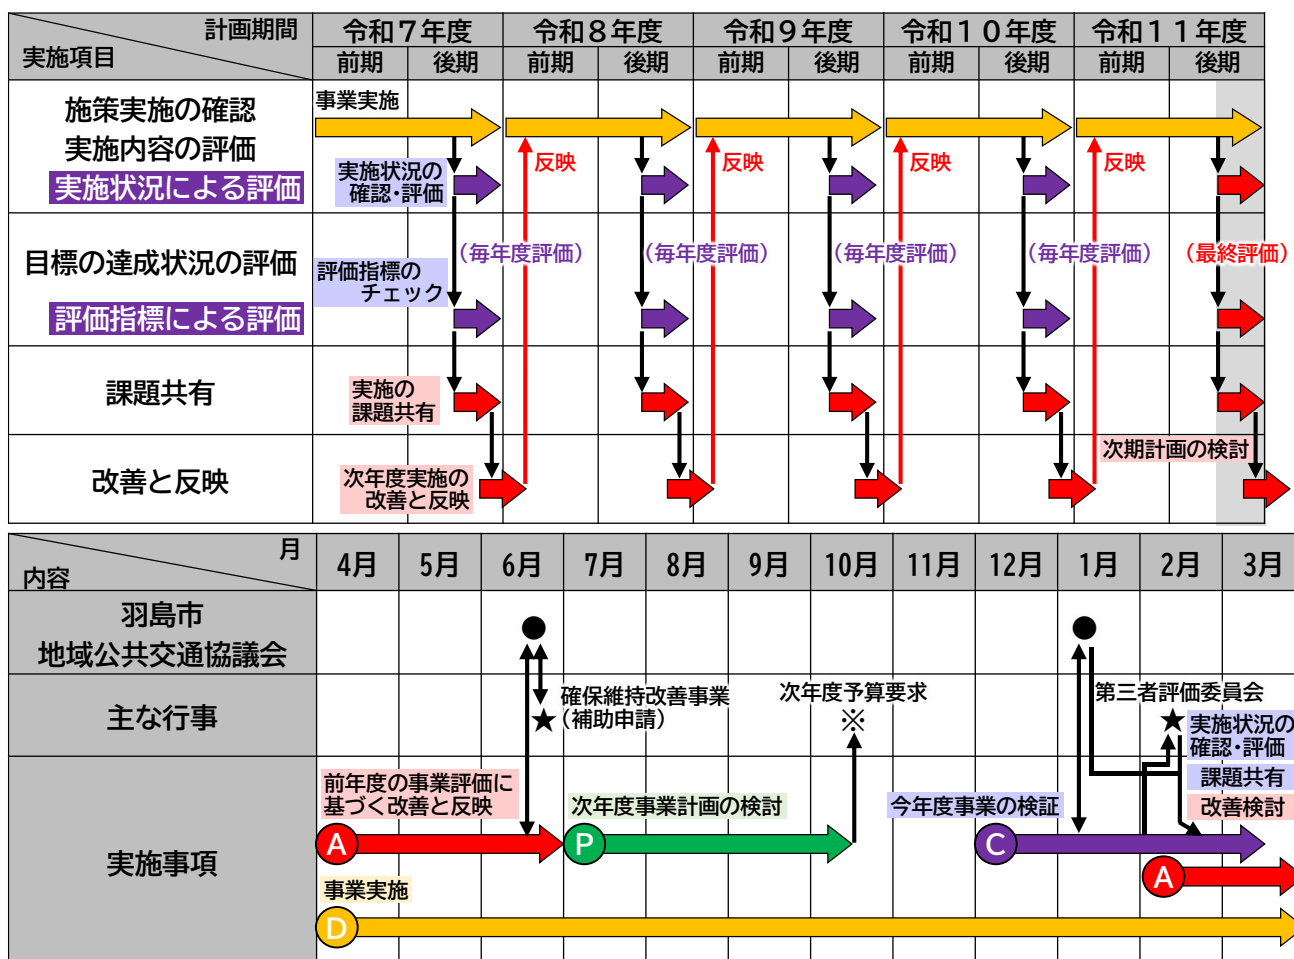 計画期間
実施項目
令和７年度
令和８年度
令和９年度
令和１０年度
令和１１年度
前期
後期
前期
後期
前期
後期
前期
後期
前期
後期
施策実施の確認
実施内容の評価
実施状況による評価
事業実施
実施状況の
確認・評価
反映
反映
反映
反映
目標の達成状況の評価
評価指標による評価
評価指標の
チェック
（毎年度評価）
（毎年度評価）
（毎年度評価）
（毎年度評価）
（最終評価）
課題共有
実施の
課題共有
改善と反映
次年度実施の
改善と反映
次期計画の検討
月
内容
4月
5月
6月
7月
8月
9月
10月
11月
12月
1月
2月
3月
羽島市
地域公共交通協議会
●
●
主な行事
★
確保維持改善事業
（補助申請）
次年度予算要求
※
第三者評価委員会
★
実施状況の
確認・評価
課題共有
改善検討
実施事項
前年度の事業評価に
基づく改善と反映
A
次年度事業計画の検討
P
今年度事業の検証
C
A
事業実施
D